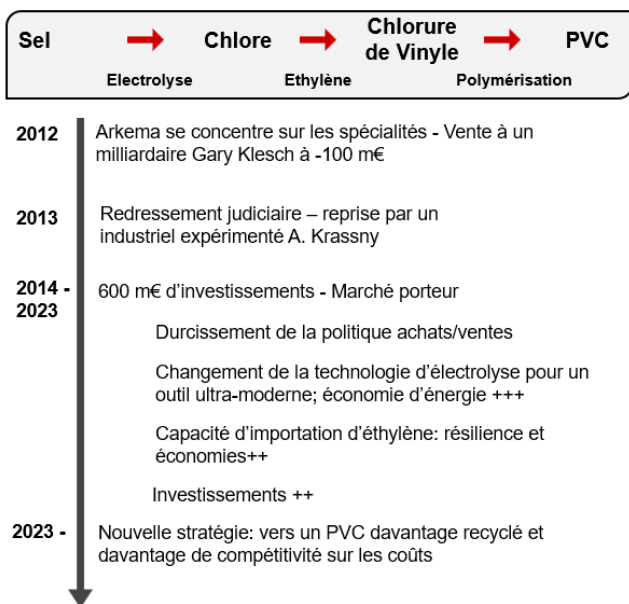 Sel Chlore Chlorure de Vinyle PVC
Electrolyse Ethylène Polymérisation
2012 Arkema se concentre sur les spécialités - Vente à un
milliardaire Gary Klesch à -100 m€
2013 Redressement judiciaire – reprise par un
industriel expérimenté A. Krassny
2014 - 2023 600 m€ d’investissements - Marché porteur
Durcissement de la politique achats/ventes
Changement de la technologie d’électrolyse pour un
outil ultra-moderne; économie d’énergie +++
Capacité d’importation d’éthylène: résilience et
économies++
Investissements ++
2023 - Nouvelle stratégie: vers un PVC davantage recyclé et
davantage de compétitivité sur les coûts